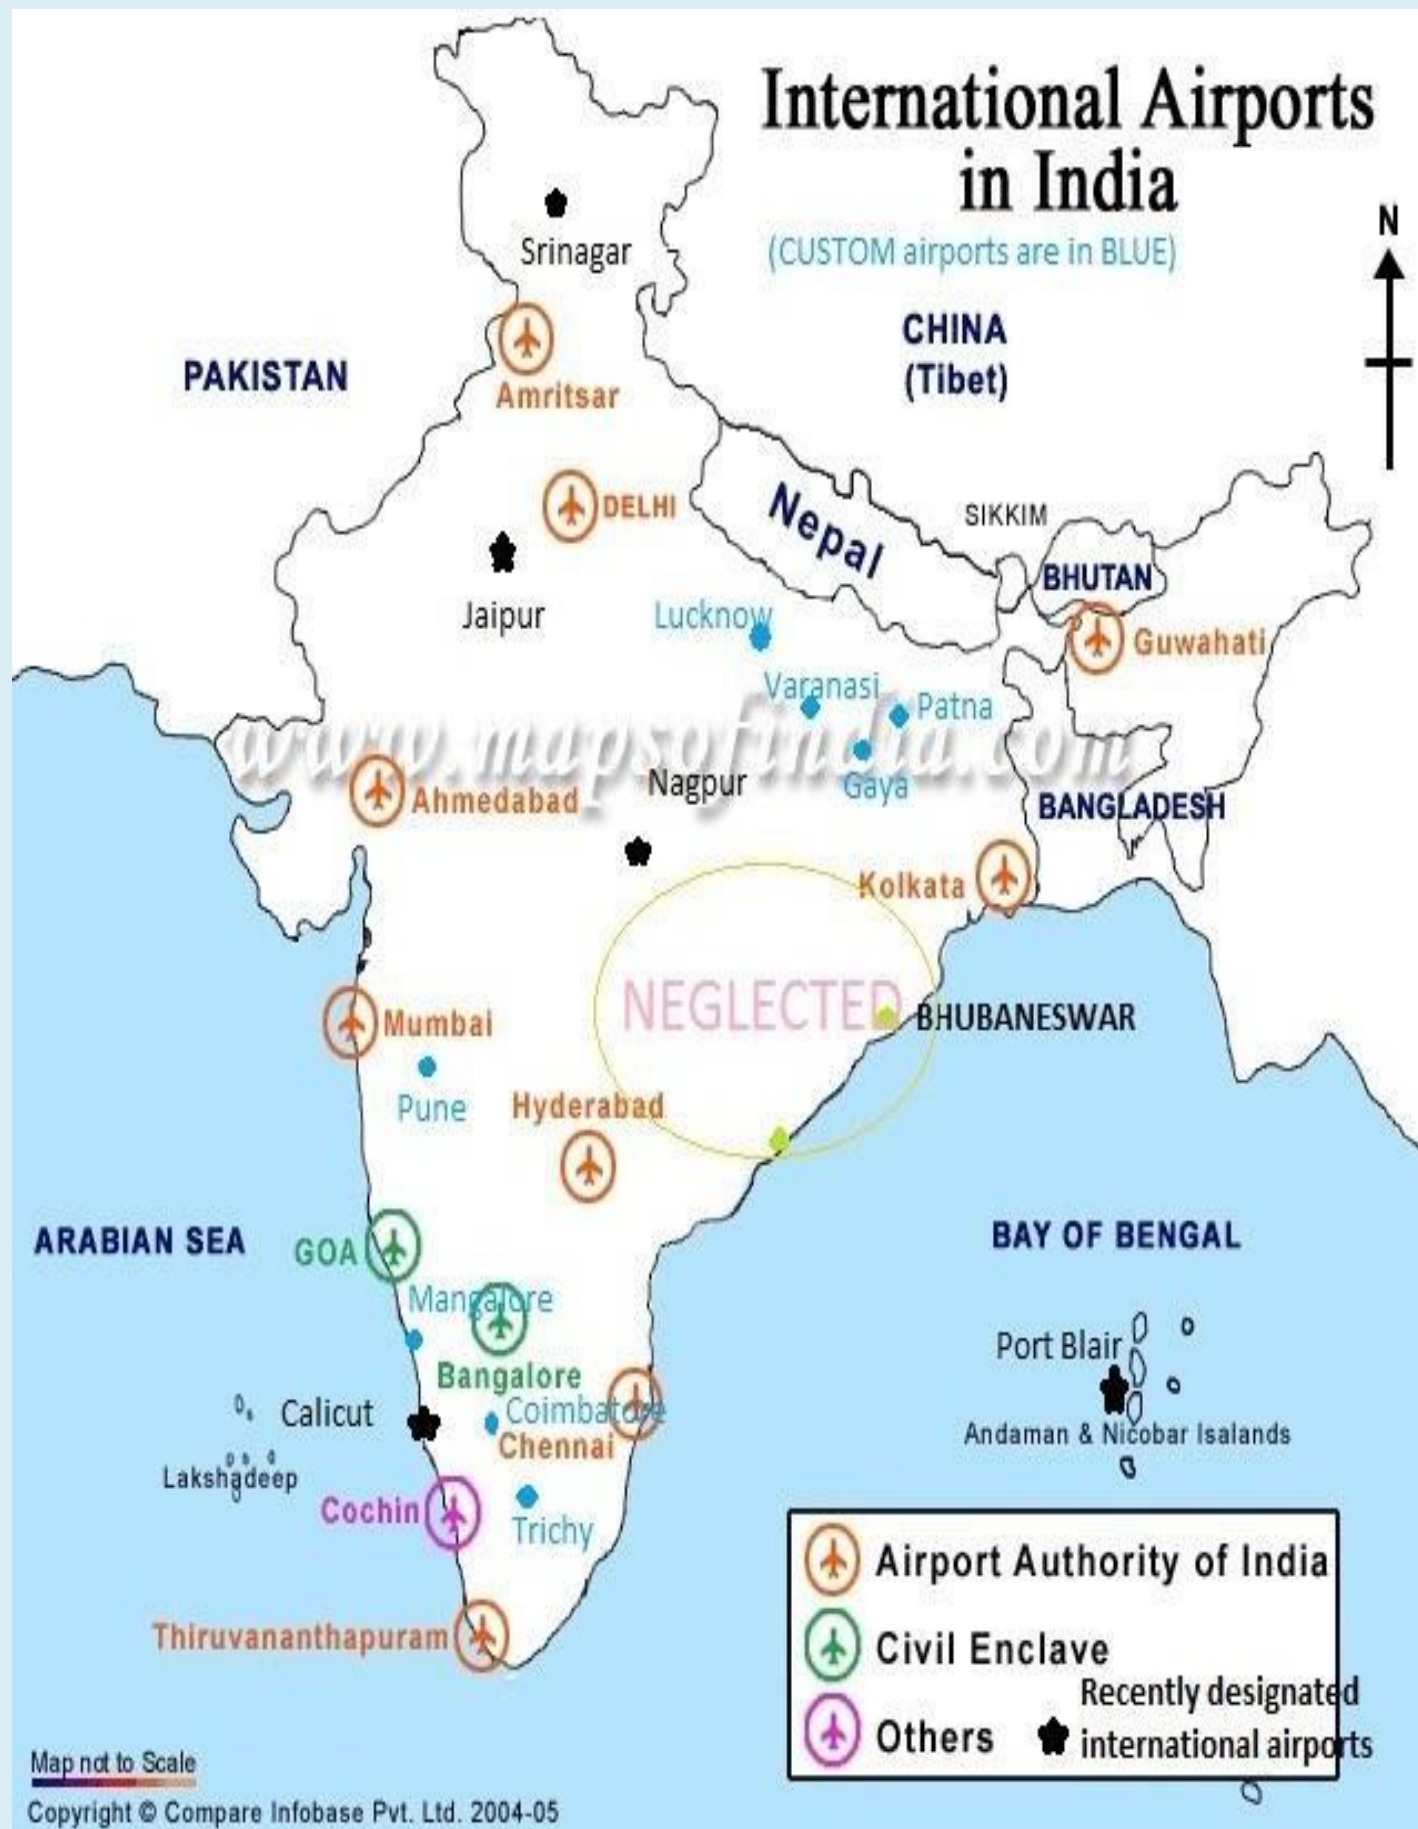 International Airports
in India
(CUSTOM airports are in BLUE)
N
Srinagar
CHINA
(Tibet)
PAKISTAN
Amritsar
DELHI
Nepal
SIKKIM
BHUTAN
Jaipur
Lucknow
Guwahati
Varanasi
Patna
www.mapsofindia.com
Nagpur
Gaya
Ahmedabad
BANGLADESH
Kolkata
NEGLECTED
BHUBANESWAR
Mumbai
Pune
Hyderabad
ARABIAN SEA
GOA
BAY OF BENGAL
Mangalore
Port Blair
Bangalore
Calicut
Coimbatore
Andaman & Nicobar Isalands
Chennai
Lakshadeep
Cochin
Trichy
Airport Authority of India
Thiruvananthapuram
Civil Enclave
Others
Recently designated
international airports
Map not to Scale
Copyright © Compare Infobase Pvt. Ltd. 2004-05